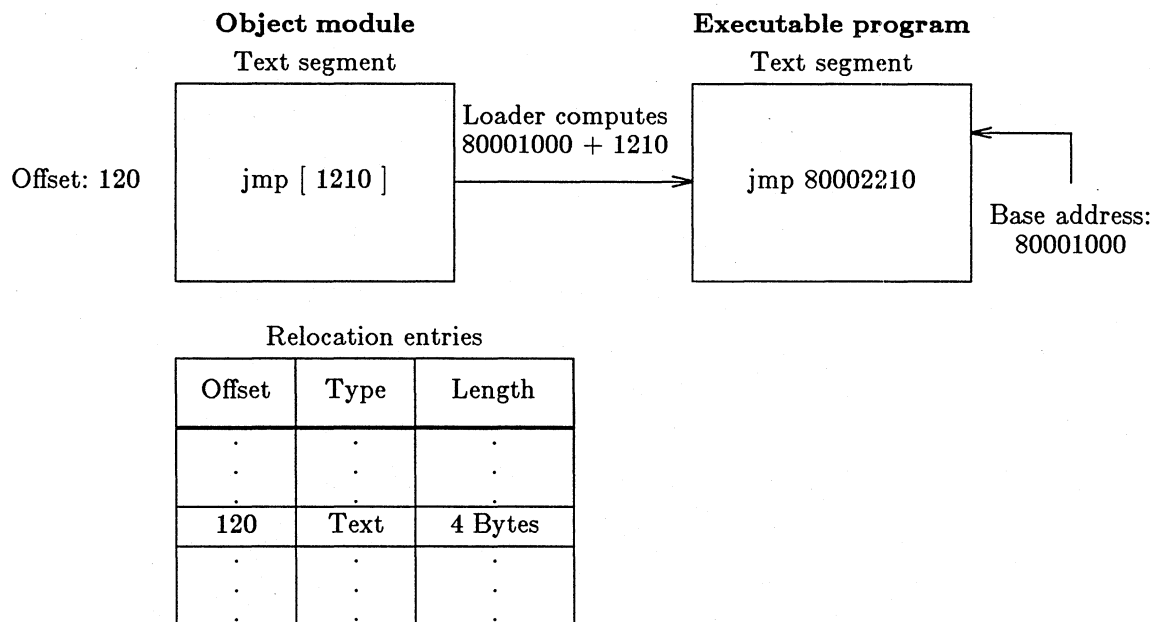 Object module
Executable program
Text segment
Text segment
Loader computes
80001000 + 1210
Offset: 120
jmp [ 1210 ]
jmp 80002210
Base address:
80001000
Relocation entries
Offset Type Length
. . .
. . .
. . .
120 Text 4 Bytes
. . .
. . .
. . .